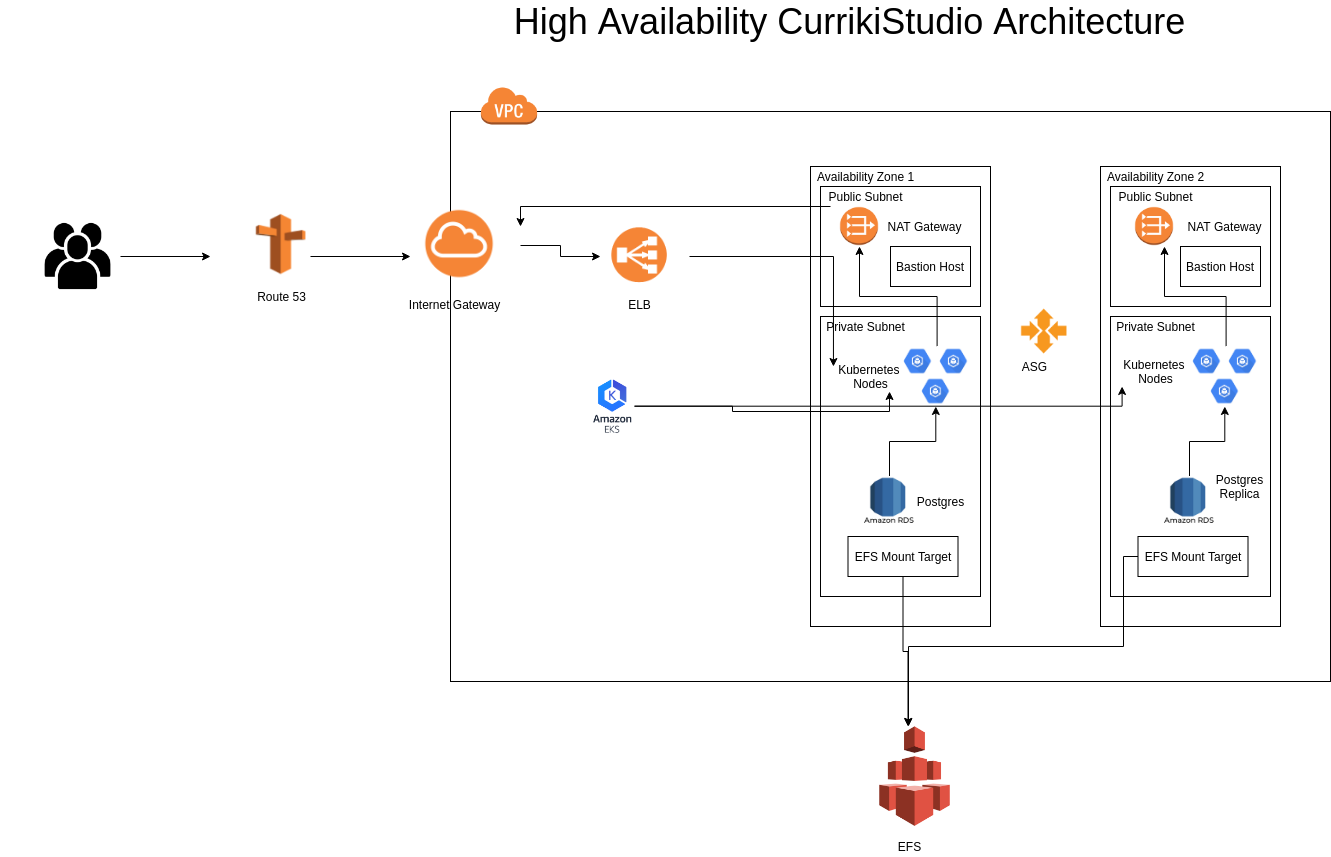 High Availability CurrikiStudio Architecture
VPC
Availability Zone 1
Availability Zone 2
Public Subnet
Public Subnet
NAT Gateway
NAT Gateway
Bastion Host
Bastion Host
Route 53
Internet Gateway
ELB
Private Subnet
Private Subnet
ASG
Kubernetes
Nodes
Kubernetes
Nodes
K
Amazon
EKS
Postgres
Amazon RDS
Postgres
Replica
Amazon RDS
EFS Mount Target
EFS Mount Target
EFS